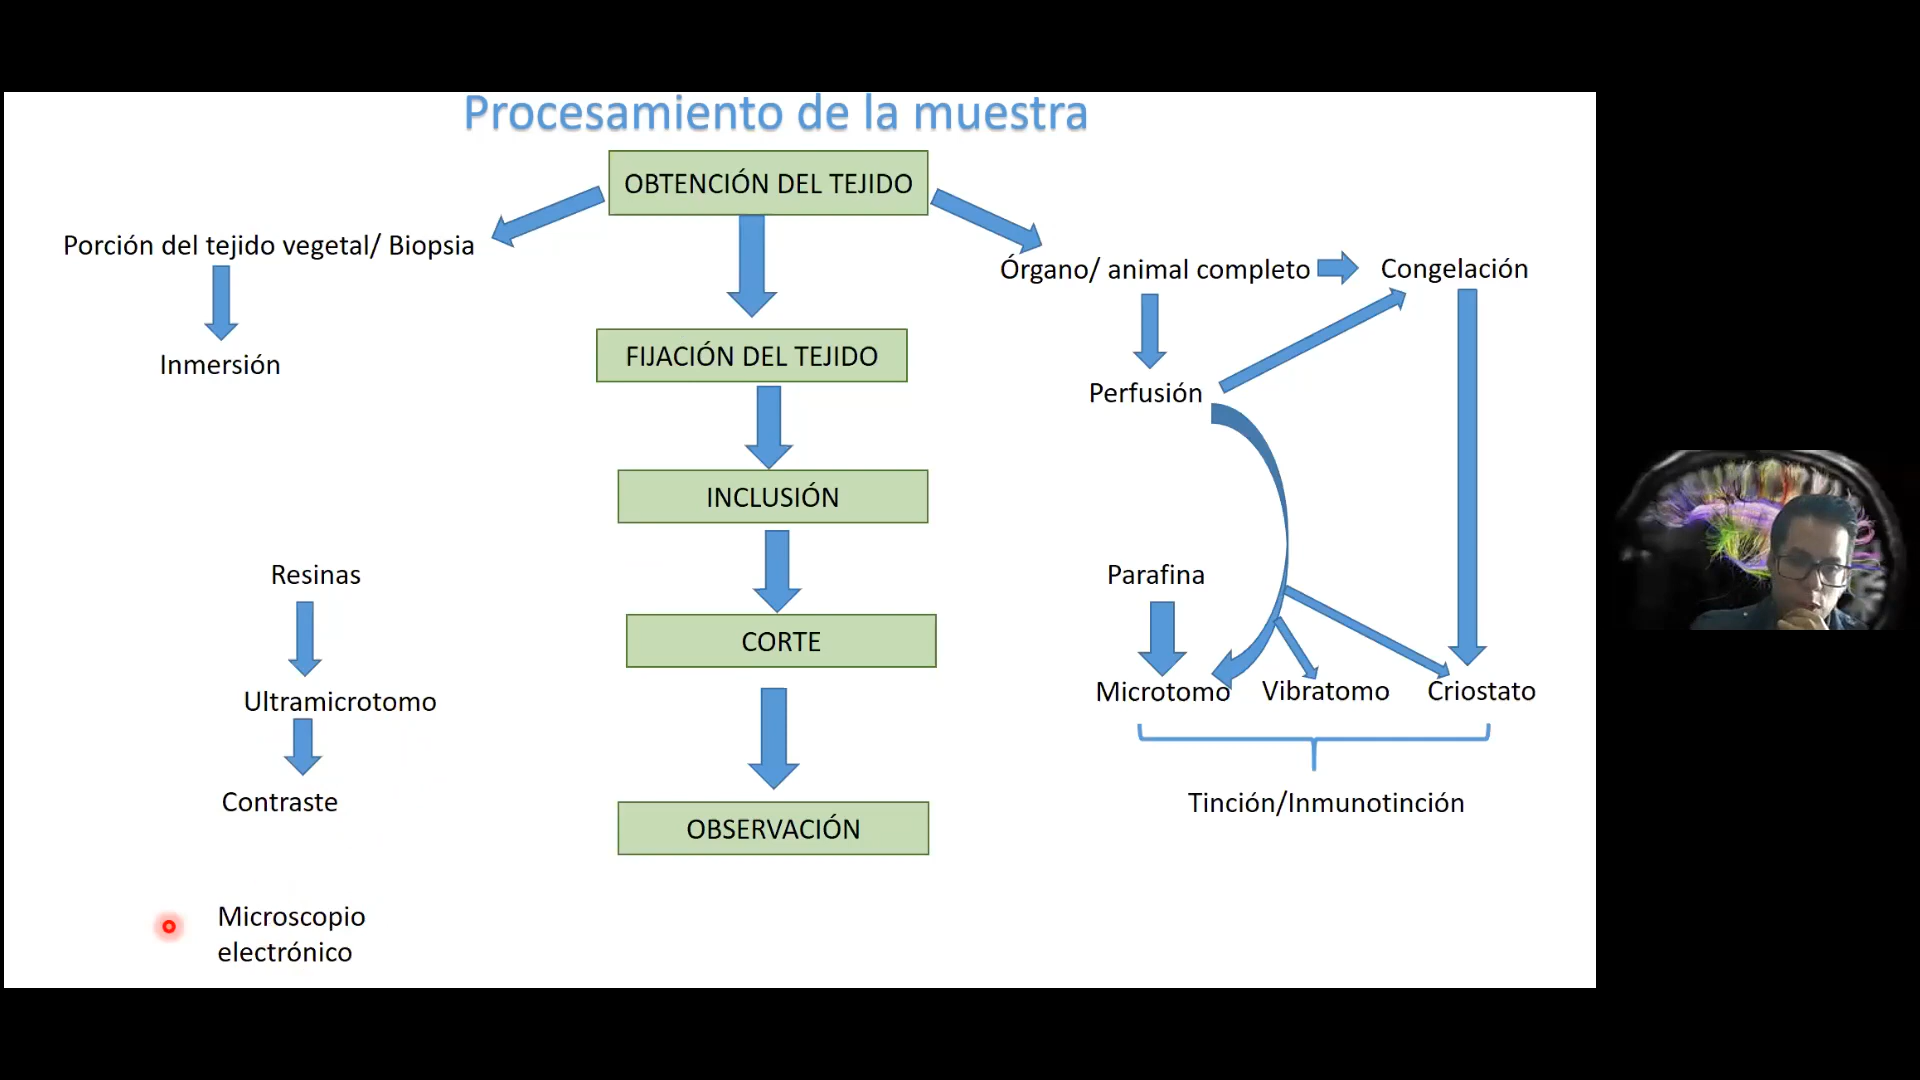 Procesamiento de la muestra
OBTENCIÓN DEL TEJIDO
Porción del tejido vegetal/ Biopsia
Órgano/ animal completo
Congelación
Inmersión
FIJACIÓN DEL TEJIDO
Perfusión
INCLUSIÓN
Resinas
Parafina
CORTE
Ultramicrotomo
Microtomo
Vibratomo
Criostato
Contraste
Tinción/Inmunotinción
OBSERVACIÓN
Microscopio
electrónico